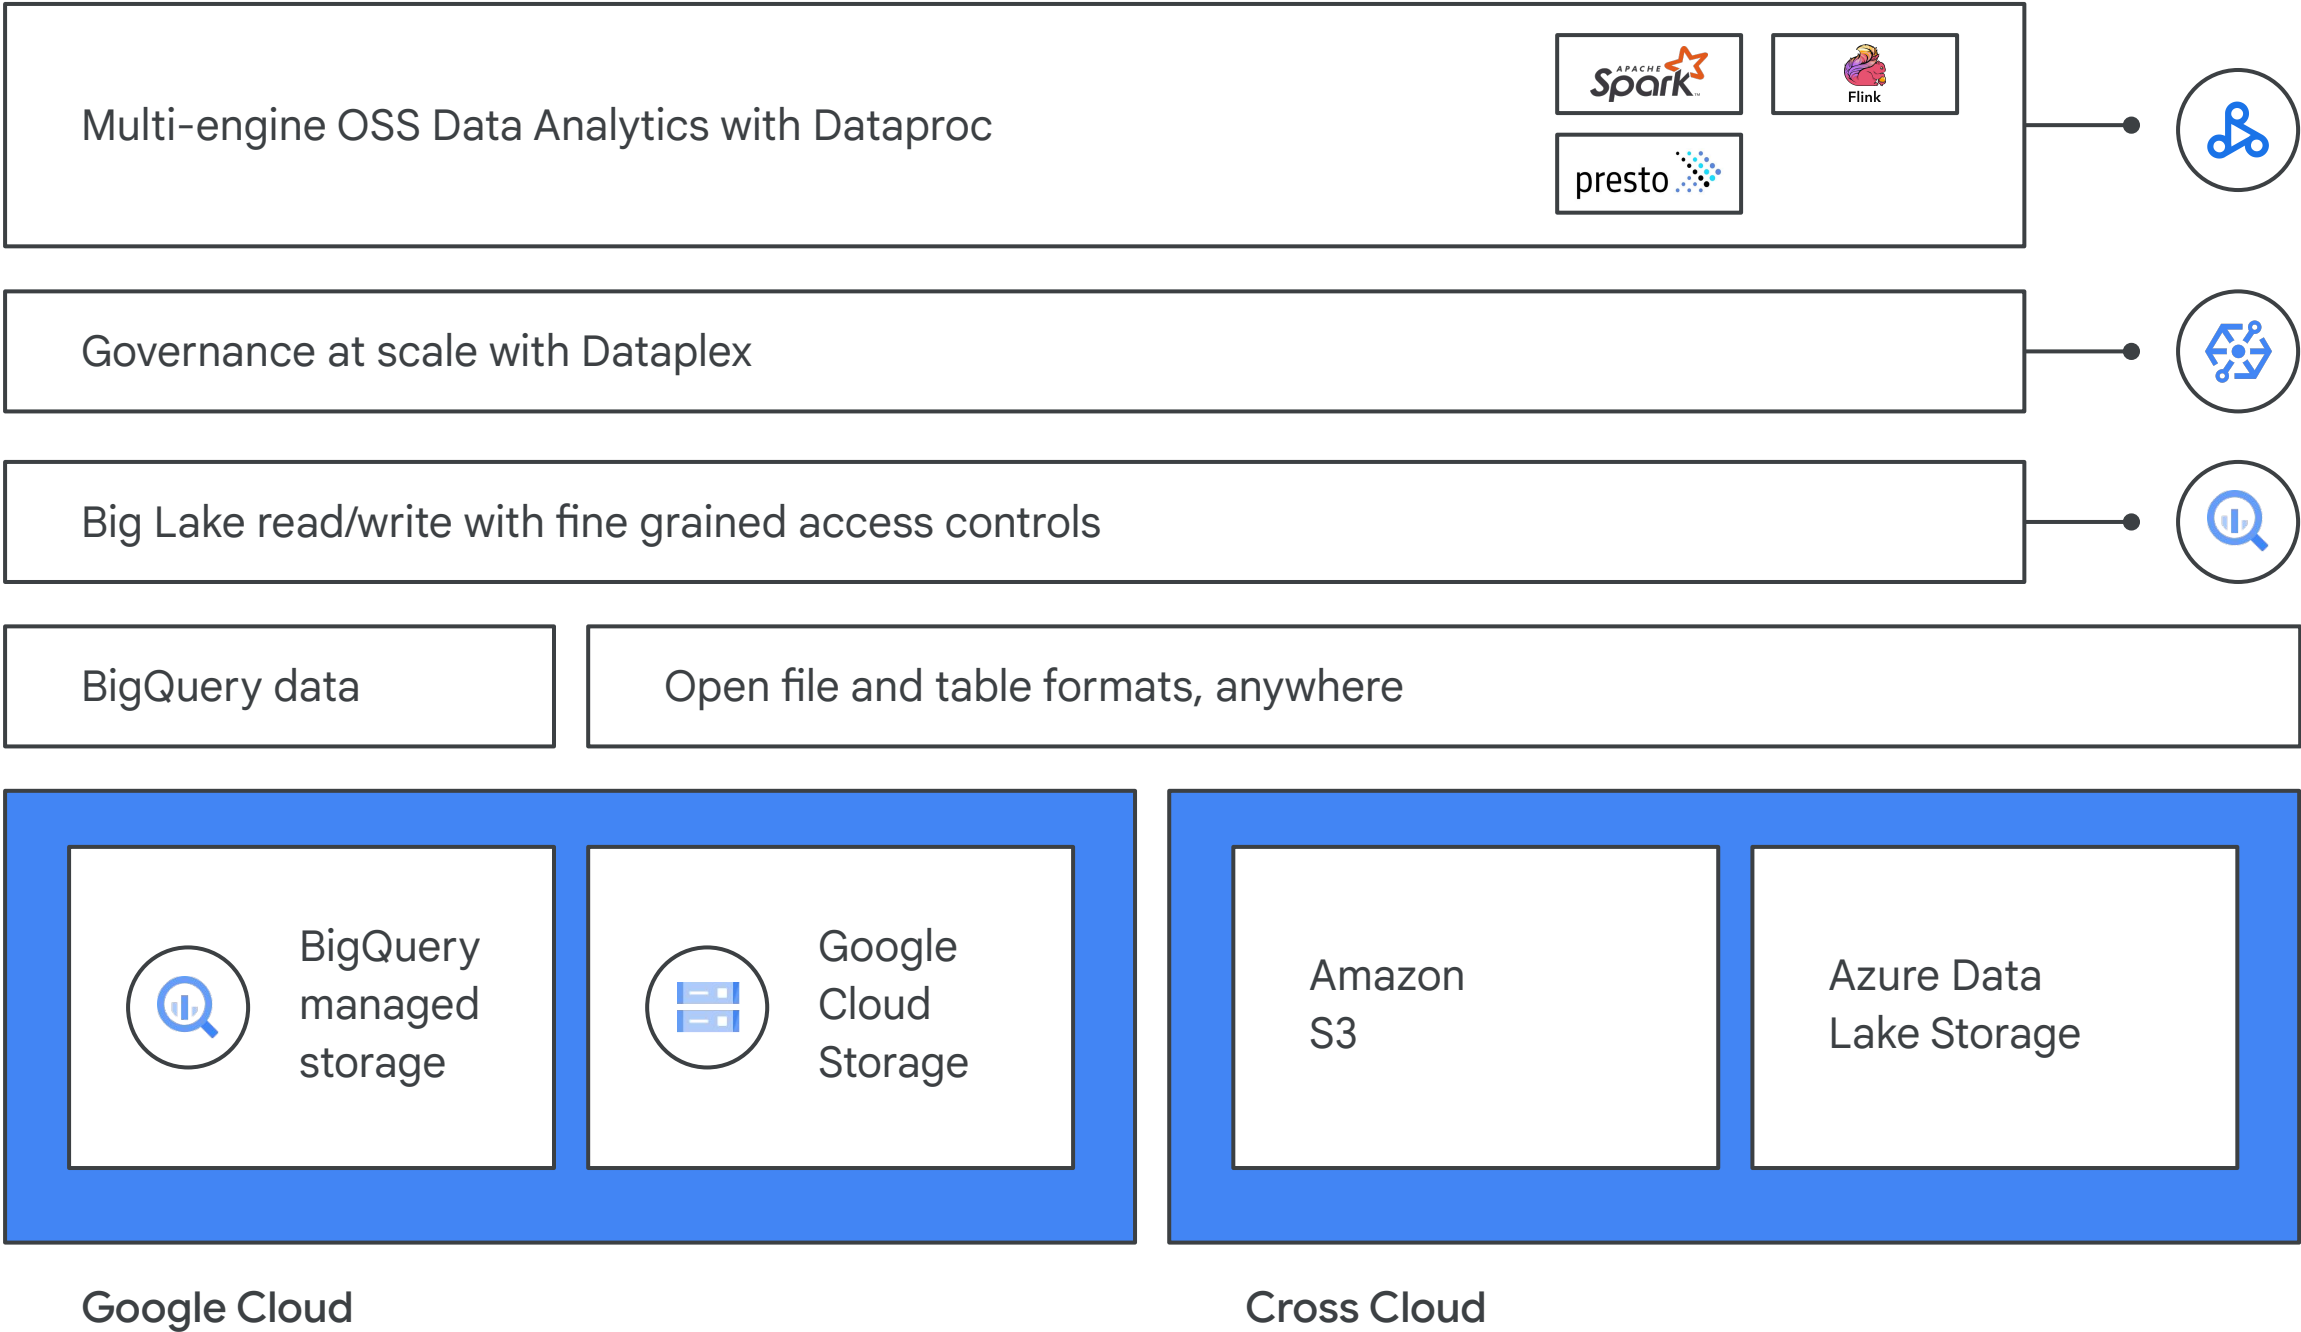 Multi-engine OSS Data Analytics with Dataproc
APACHE
Spark™
Flink
presto
Governance at scale with Dataplex
Big Lake read/write with fine grained access controls
BigQuery data
Open file and table formats, anywhere
BigQuery
managed
storage
Google
Cloud
Storage
Amazon
S3
Azure Data
Lake Storage
Google Cloud
Cross Cloud